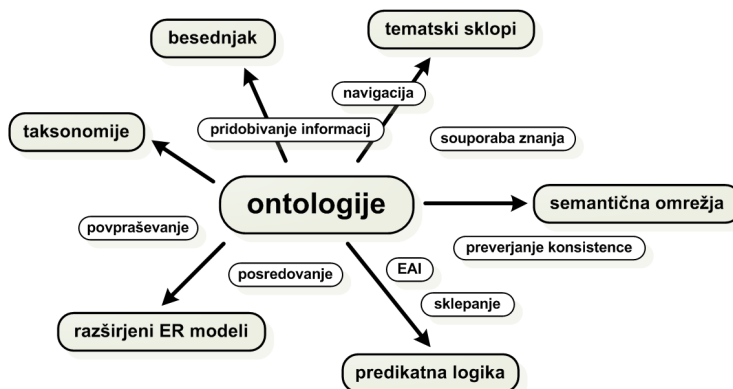 tematski sklopi
besednjak
navigacija
taksonomije
pridobivanje informacij
souporaba znanja
ontologije
semantična omrežja
povpraševanje
preverjanje konsistence
posredovanje
EAI
sklepanje
razširjeni ER modeli
predikatna logika